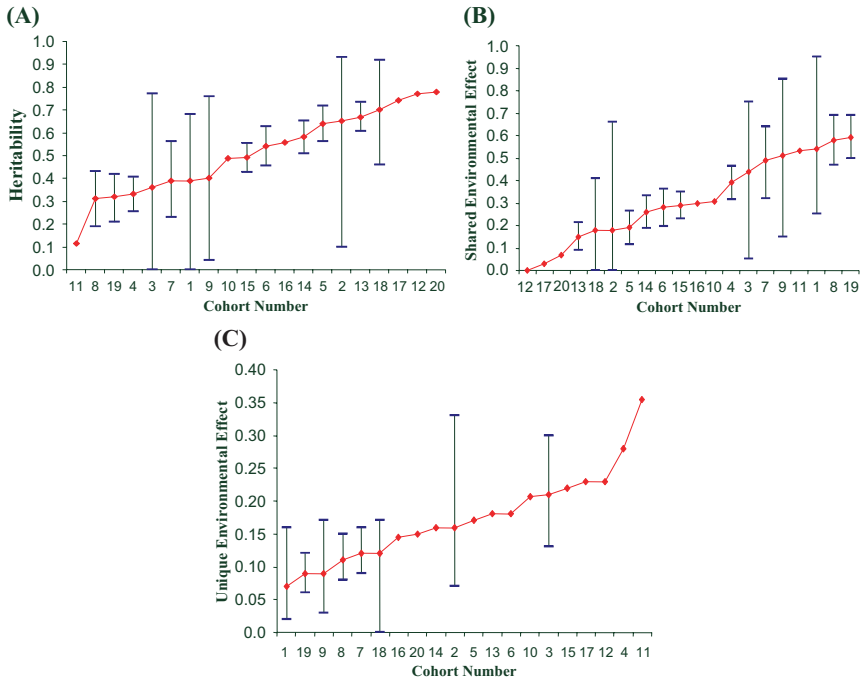 (A)
Heritability
1.0
0.9
0.8
0.7
0.6
0.5
0.4
0.3
0.2
0.1
0.0
11 8 19 4 3 7 1 9 10 15 6 16 14 5 2 13 18 17 12 20
Cohort Number
(B)
Shared Environmental Effect
1.0
0.9
0.8
0.7
0.6
0.5
0.4
0.3
0.2
0.1
0.0
12 17 20 13 18 2 5 14 6 15 16 10 4 3 7 9 11 1 8 19
Cohort Number
(C)
Unique Environmental Effect
0.40
0.35
0.30
0.25
0.20
0.15
0.10
0.05
0.0
1 19 9 8 7 18 16 20 14 2 5 13 6 10 3 15 17 12 4 11
Cohort Number